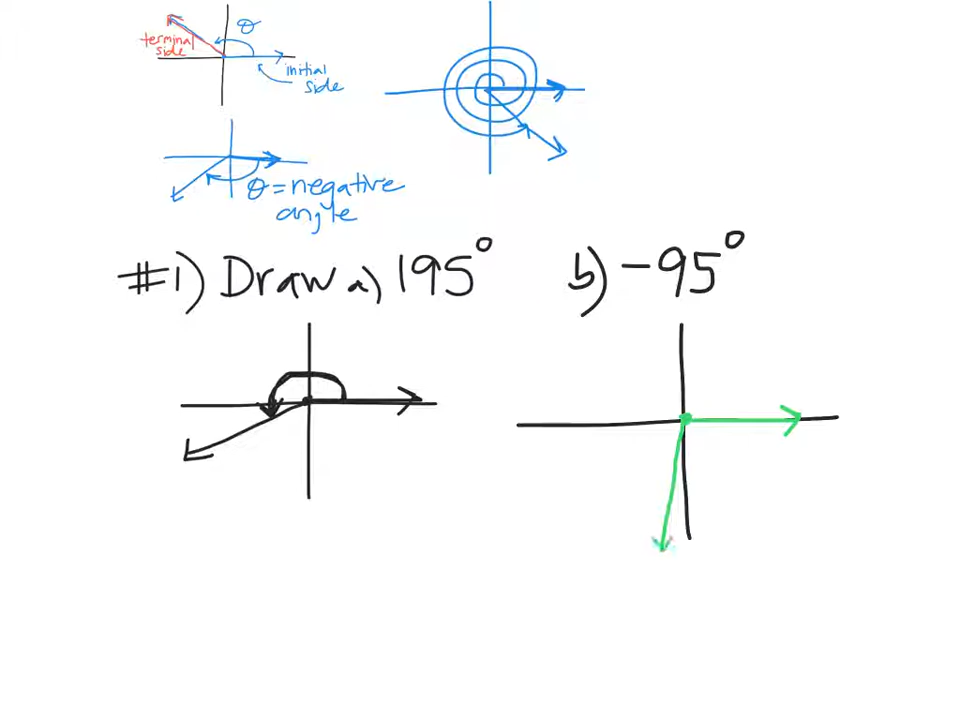 θ
terminal
side
initial
side
θ = negative
angle
#1) Draw a) 195° b) -95°